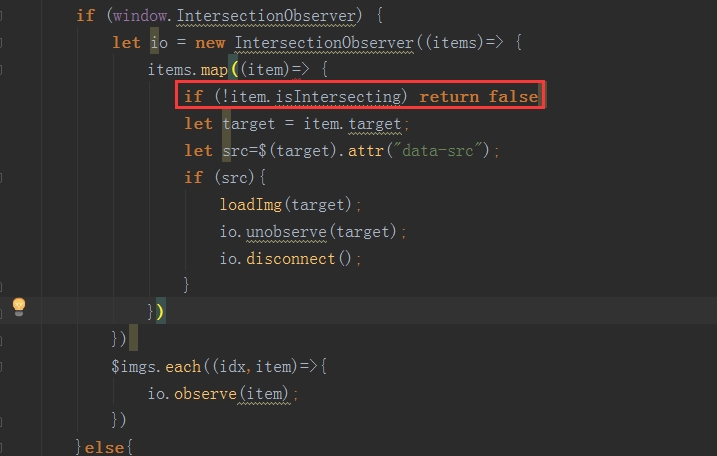 if (window.IntersectionObserver) {
let io = new IntersectionObserver((items)=> {
items.map((item)=> {
if (!item.isIntersecting) return false
let target = item.target;
let src=$(target).attr("data-src");
if (src){
loadImg(target);
io.unobserve(target);
io.disconnect();
}
})
})
$imgs.each((idx,item)=>{
io.observe(item);
})
}else{